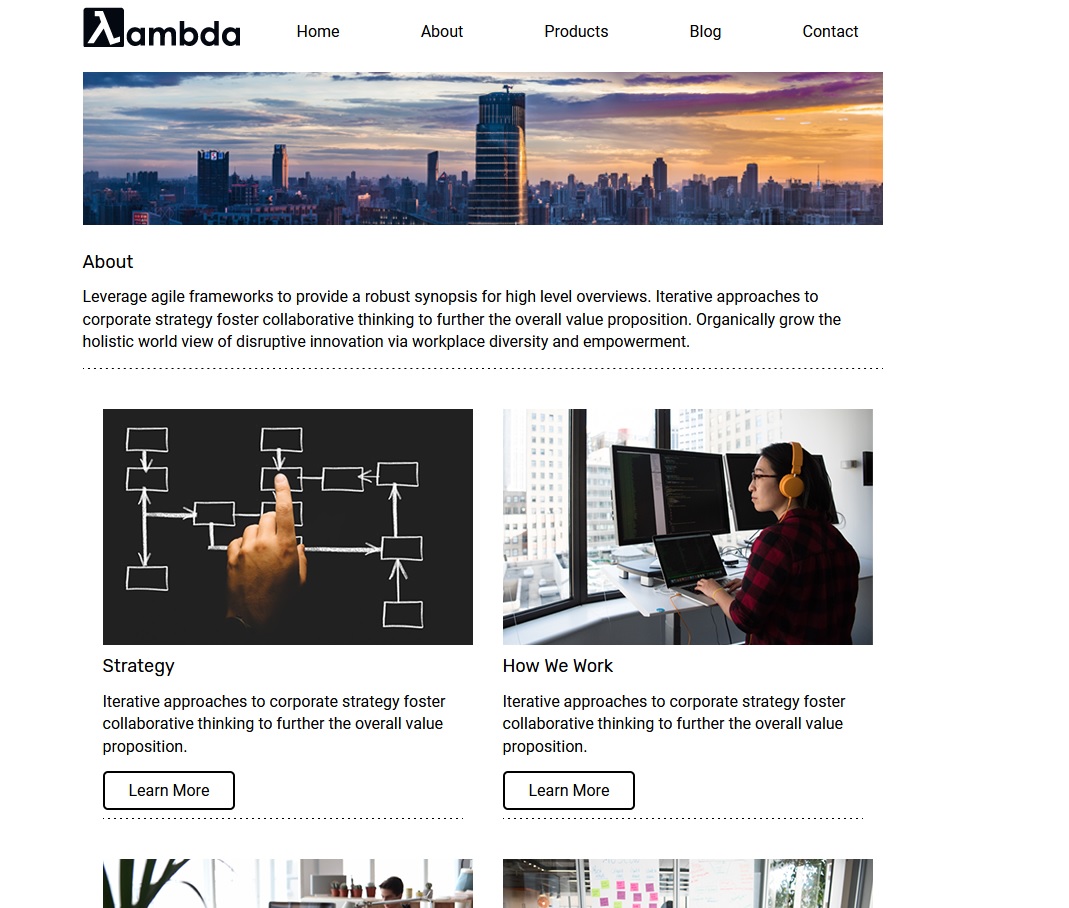 λambda
Home About Products Blog Contact
About
Leverage agile frameworks to provide a robust synopsis for high level overviews. Iterative approaches to
corporate strategy foster collaborative thinking to further the overall value proposition. Organically grow the
holistic world view of disruptive innovation via workplace diversity and empowerment.
Strategy
Iterative approaches to corporate strategy foster
collaborative thinking to further the overall value
proposition.
Learn More
How We Work
Iterative approaches to corporate strategy foster
collaborative thinking to further the overall value
proposition.
Learn More